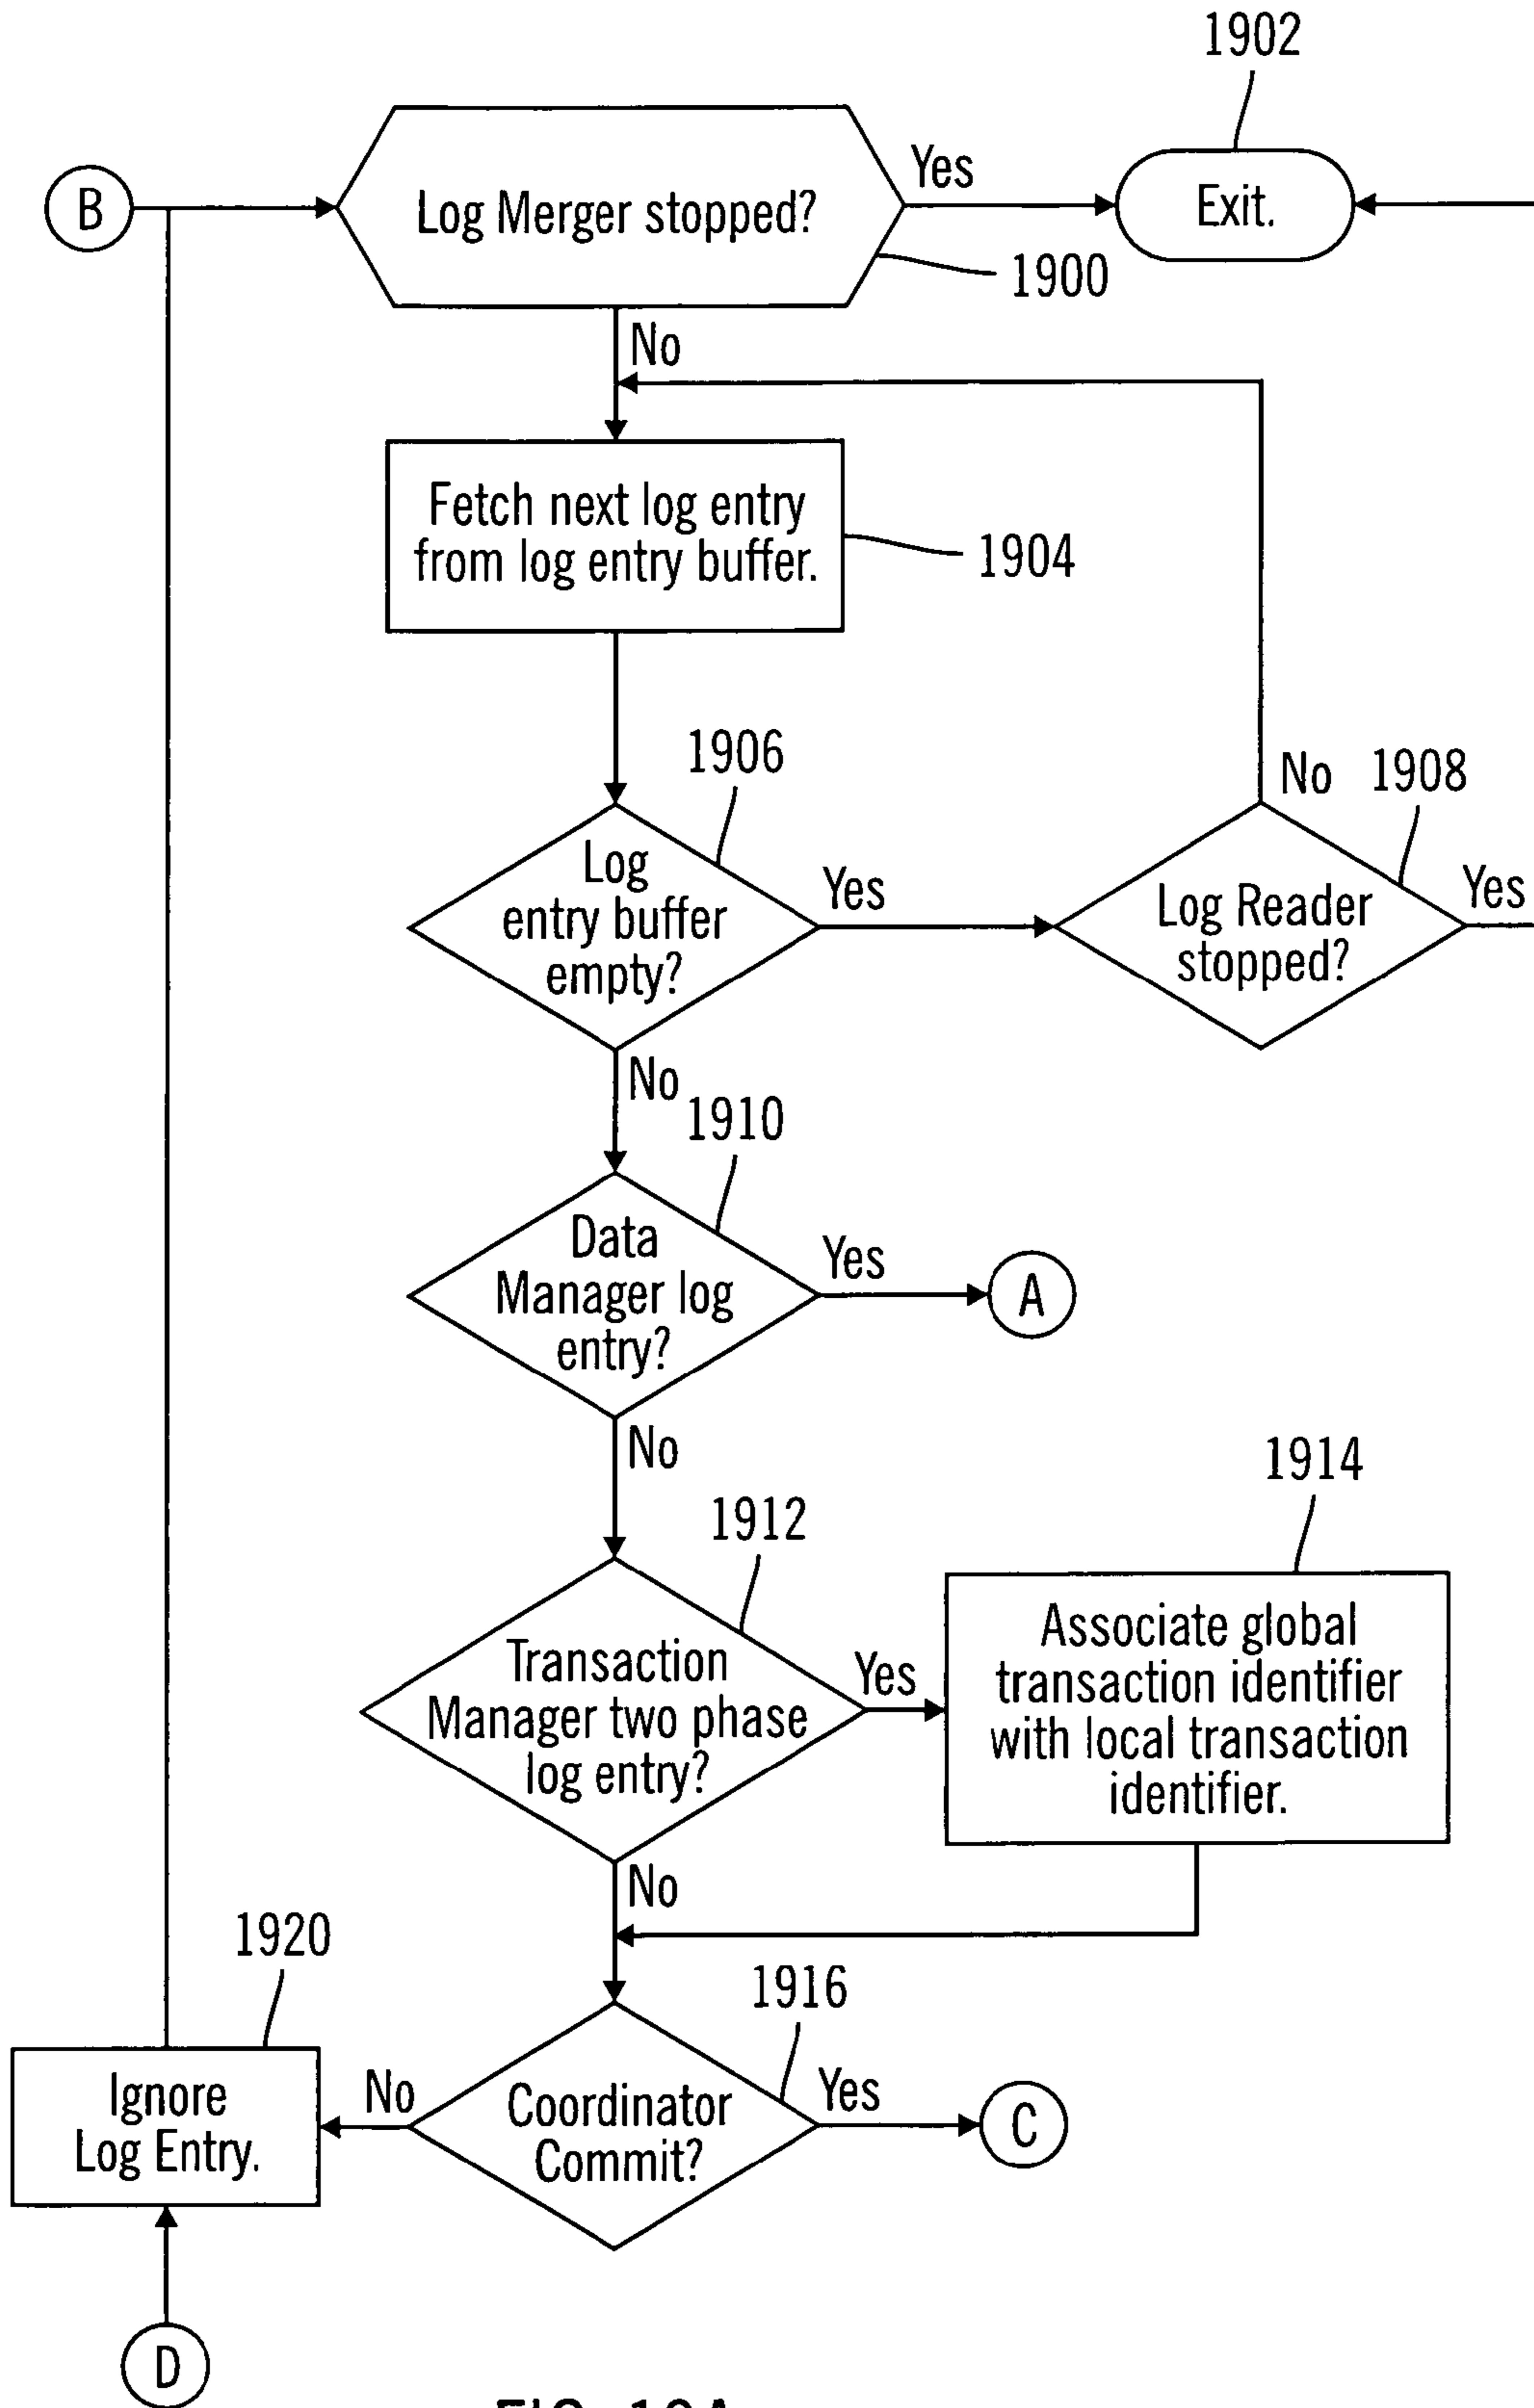 1902
B
Log Merger stopped?
Yes
Exit.
1900
No
Fetch next log entry
from log entry buffer.
1904
1906
Log
entry buffer
empty?
Yes
No
1908
Log Reader
stopped?
Yes
No
1910
Data
Manager log
entry?
Yes
A
No
1912
Transaction
Manager two phase
log entry?
Yes
1914
Associate global
transaction identifier
with local transaction
identifier.
No
1920
1916
Ignore
Log Entry.
No
Coordinator
Commit?
Yes
C
D